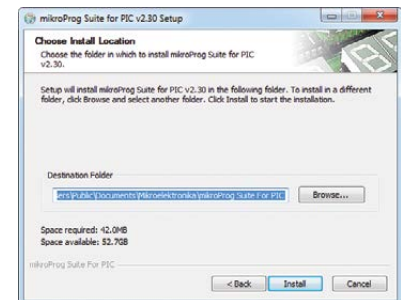 mikroProg Suite for PIC v2.30 Setup
Choose Install Location
Choose the folder in which to install mikroProg Suite for PIC
v2.30.
Setup will install mikroProg Suite for PIC v2.30 in the following folder. To install in a different
folder, click Browse and select another folder. Click Install to start the installation.
Destination Folder
ers\Public\Documents\Mikroelektronika\mikroProg Suite For PIC
Browse...
Space required: 42.0MB
Space available: 52.7GB
mikroProg Suite For PIC
< Back
Install
Cancel